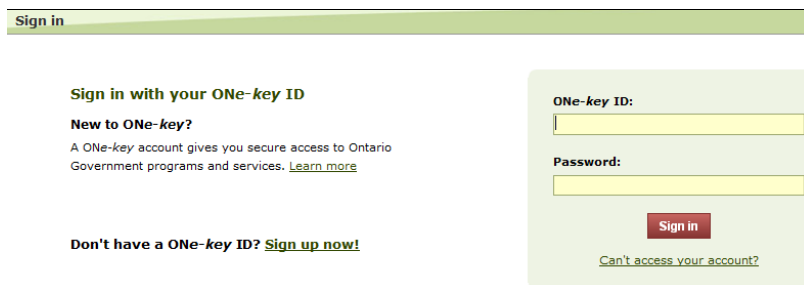 Sign in
Sign in with your ONe-key ID
New to ONe-key?
A ONe-key account gives you secure access to Ontario
Government programs and services. Learn more
Don't have a ONe-key ID? Sign up now!
ONe-key ID:
Password:
Sign in
Can't access your account?